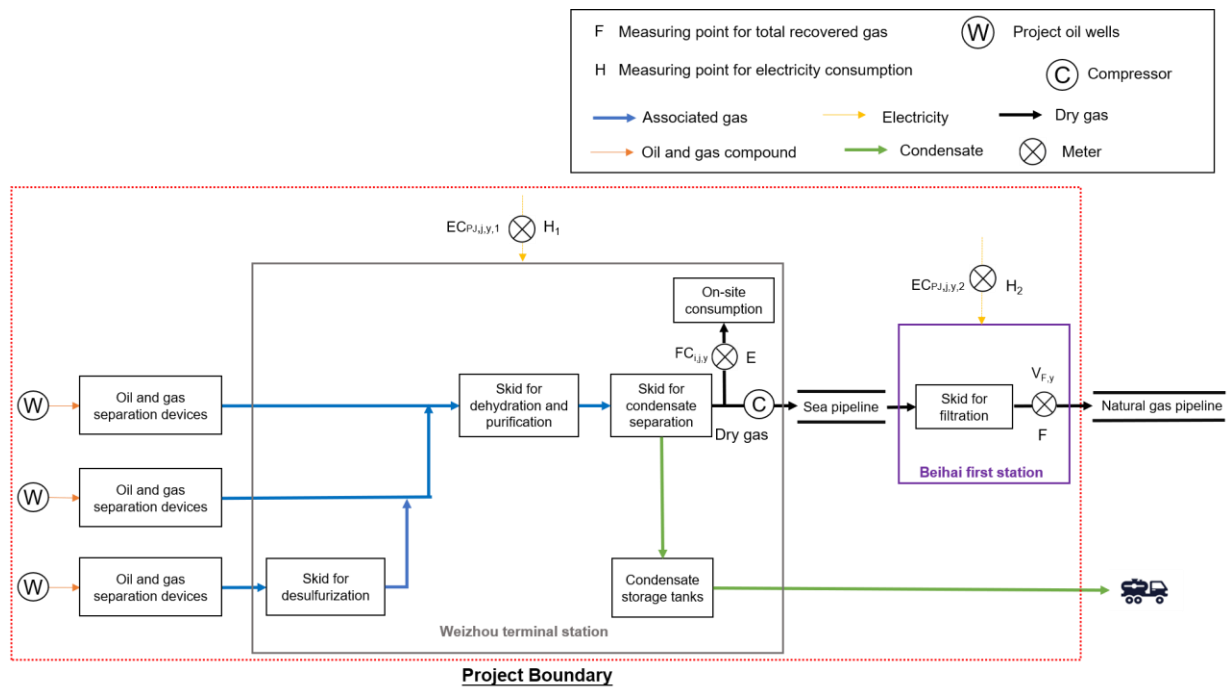 F Measuring point for total recovered gas
W Project oil wells
H Measuring point for electricity consumption
C Compressor
Associated gas
Electricity
Dry gas
Oil and gas compound
Condensate
Meter
ECPJ,j,y,1
H1
ECPJ,j,y,2
H2
On-site
consumption
FCi,j,y
E
W
Oil and gas
separation devices
Skid for
dehydration and
purification
Skid for
condensate
separation
C
Dry gas
Sea pipeline
Skid for
filtration
VF,y
F
Natural gas pipeline
Beihai first station
W
Oil and gas
separation devices
W
Oil and gas
separation devices
Skid for
desulfurization
Condensate
storage tanks
Weizhou terminal station
Project Boundary